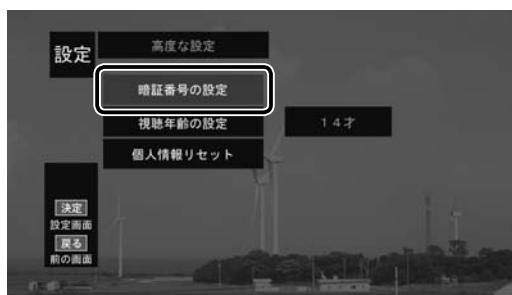 設定
高度な設定
暗証番号の設定
視聴年齢の設定
14才
個人情報リセット
決定
設定画面
戻る
前の画面